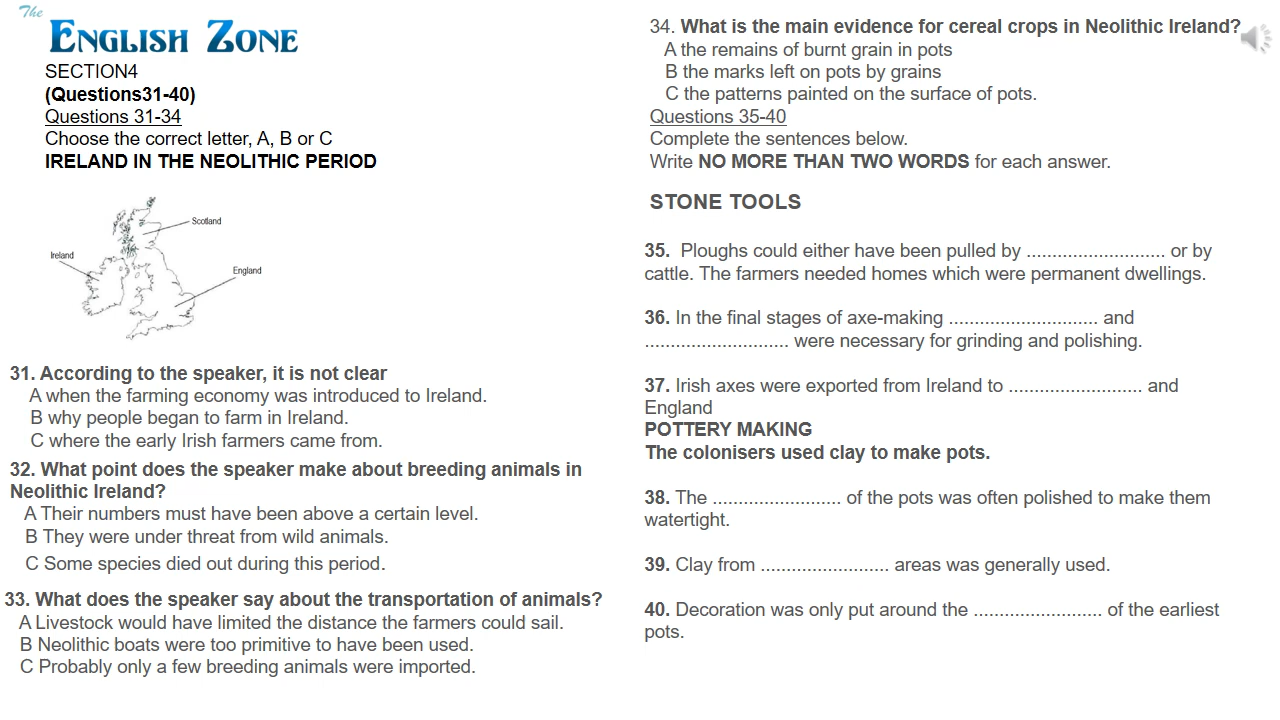 The
ENGLISH ZONE
SECTION4
(Questions31-40)
Questions 31-34
Choose the correct letter, A, B or C
IRELAND IN THE NEOLITHIC PERIOD
Scotland
Ireland
England
31. According to the speaker, it is not clear
A when the farming economy was introduced to Ireland.
B why people began to farm in Ireland.
C where the early Irish farmers came from.
32. What point does the speaker make about breeding animals in
Neolithic Ireland?
A Their numbers must have been above a certain level.
B They were under threat from wild animals.
C Some species died out during this period.
33. What does the speaker say about the transportation of animals?
A Livestock would have limited the distance the farmers could sail.
B Neolithic boats were too primitive to have been used.
C Probably only a few breeding animals were imported.
34. What is the main evidence for cereal crops in Neolithic Ireland?
A the remains of burnt grain in pots
B the marks left on pots by grains
C the patterns painted on the surface of pots.
Questions 35-40
Complete the sentences below.
Write NO MORE THAN TWO WORDS for each answer.
STONE TOOLS
35. Ploughs could either have been pulled by .......................... or by
cattle. The farmers needed homes which were permanent dwellings.
36. In the final stages of axe-making ............................ and
........................... were necessary for grinding and polishing.
37. Irish axes were exported from Ireland to ......................... and
England
POTTERY MAKING
The colonisers used clay to make pots.
38. The ........................ of the pots was often polished to make them
watertight.
39. Clay from ........................ areas was generally used.
40. Decoration was only put around the ........................ of the earliest
pots.